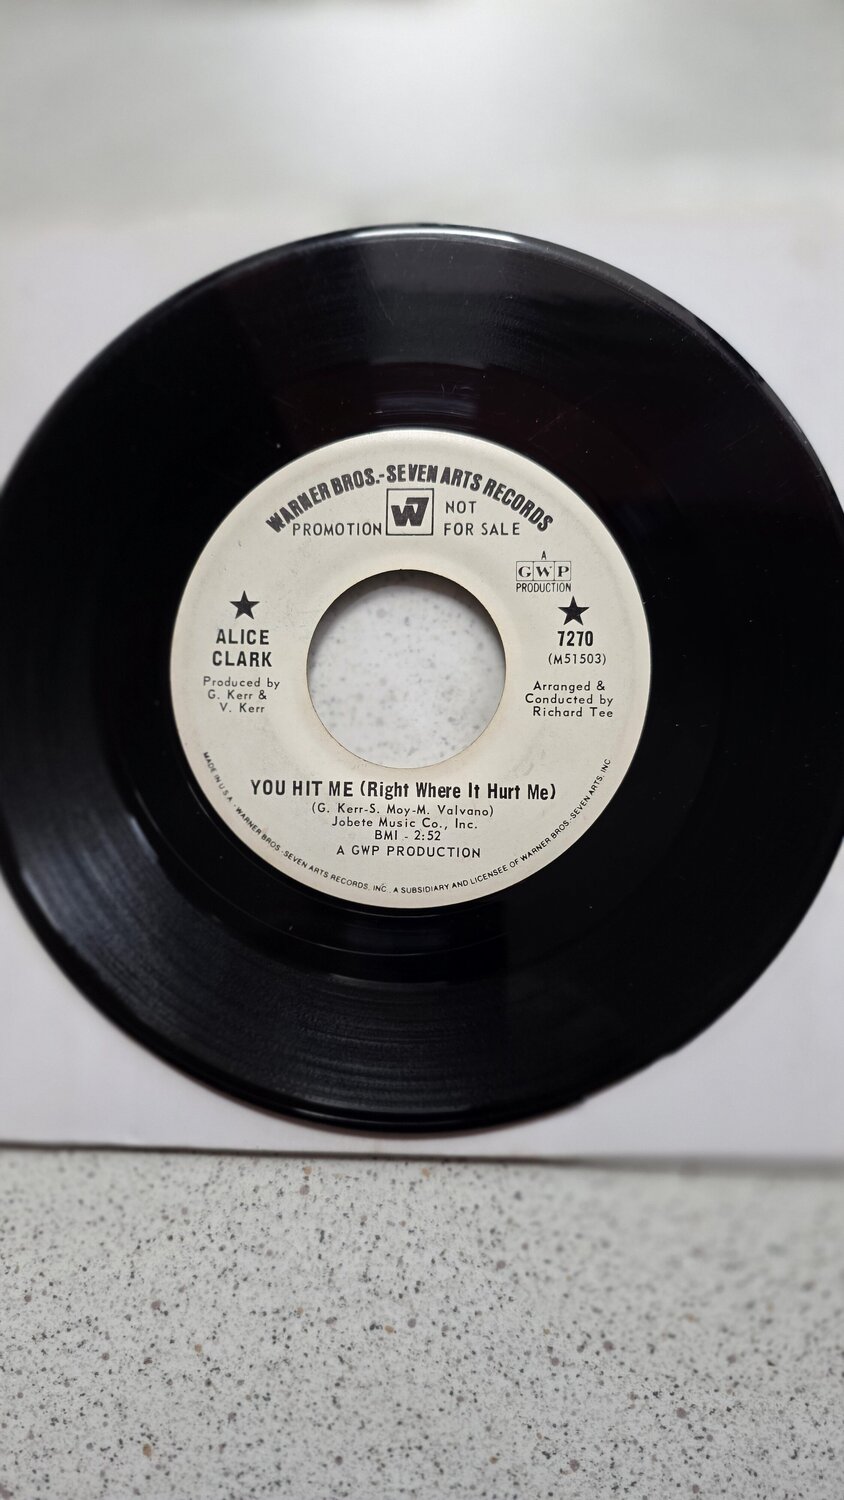 WARNER BROS.-SEVEN ARTS RECORDS
PROMOTION W7 NOT FOR SALE
A
GWP
PRODUCTION
★ ★
ALICE CLARK
7270
(M51503)
Produced by
G. Kerr &
V. Kerr
Arranged &
Conducted by
Richard Tee
YOU HIT ME (Right Where It Hurt Me)
(G. Kerr-S. Moy-M. Valvano)
Jobete Music Co., Inc.
BMI - 2:52
A GWP PRODUCTION
MADE IN U.S.A. · WARNER BROS.-SEVEN ARTS RECORDS, INC., A SUBSIDIARY AND LICENSEE OF WARNER BROS.-SEVEN ARTS, INC.